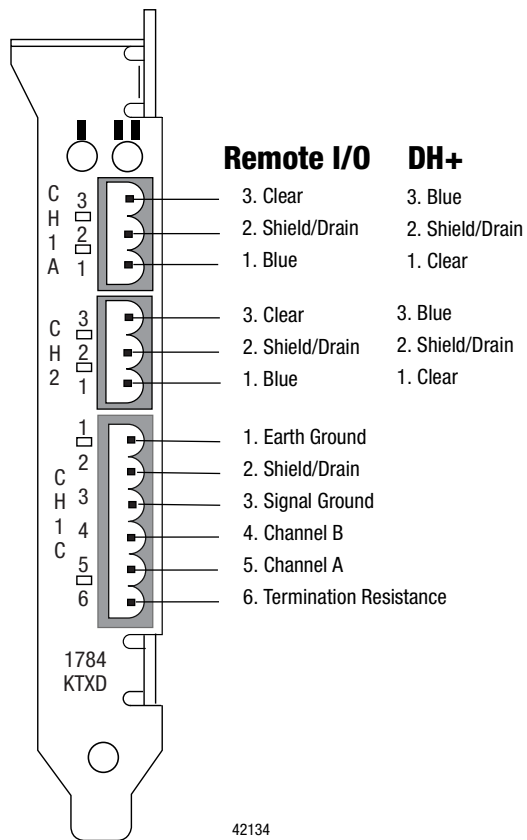 Remote I/O DH+
CH1A
3
2
1
3. Clear 3. Blue
2. Shield/Drain 2. Shield/Drain
1. Blue 1. Clear
CH2
3
2
1
3. Clear 3. Blue
2. Shield/Drain 2. Shield/Drain
1. Blue 1. Clear
CH1C
1
2
3
4
5
6
1. Earth Ground
2. Shield/Drain
3. Signal Ground
4. Channel B
5. Channel A
6. Termination Resistance
1784
KTXD
42134